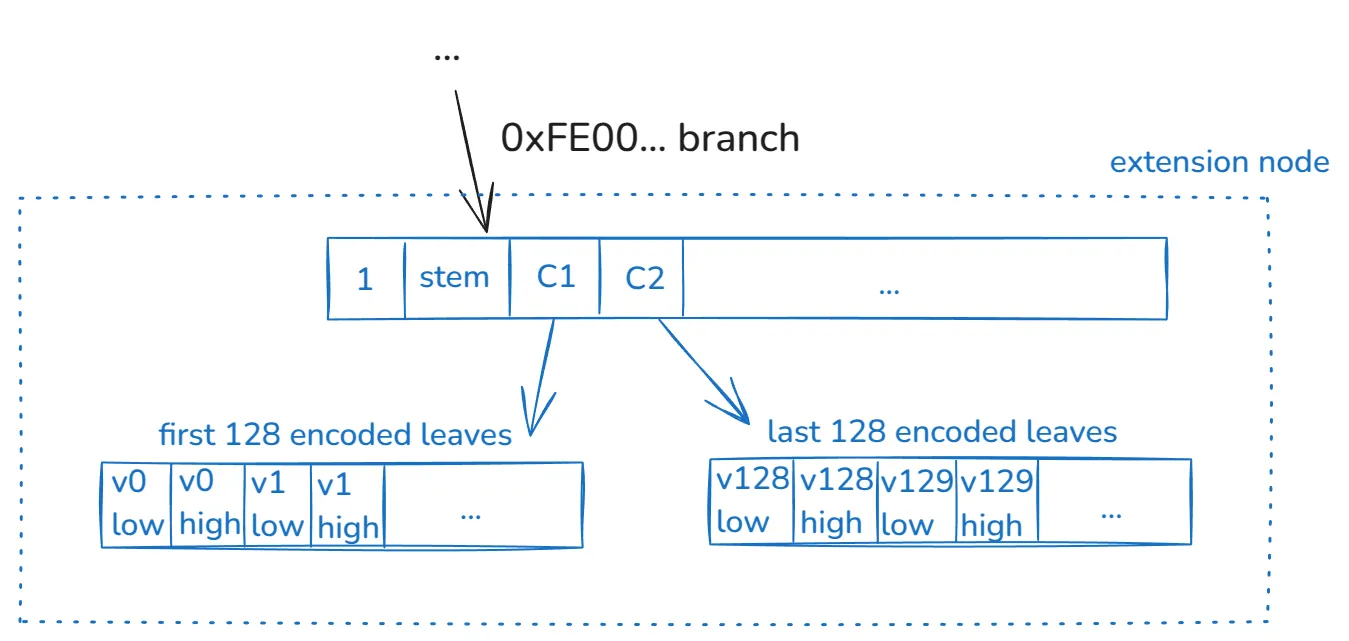 ...
0xFE00... branch
extension node
1
stem
C1
C2
...
first 128 encoded leaves
last 128 encoded leaves
v0
low
v0
high
v1
low
v1
high
...
v128
low
v128
high
v129
low
v129
high
...